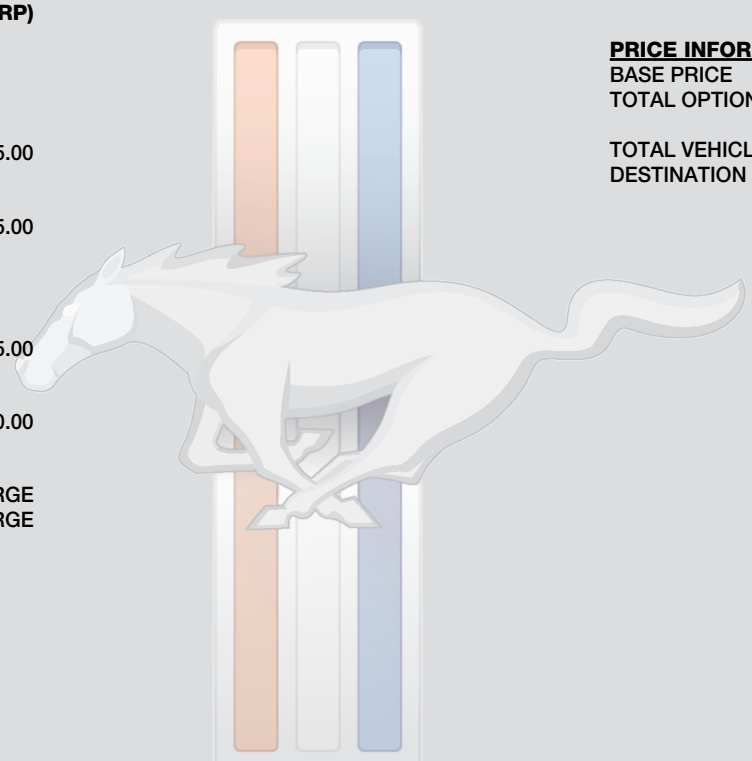 RP)
5.00
5.00
5.00
0.00
RGE
RGE
PRICE INFOR
BASE PRICE
TOTAL OPTION
TOTAL VEHICL
DESTINATION